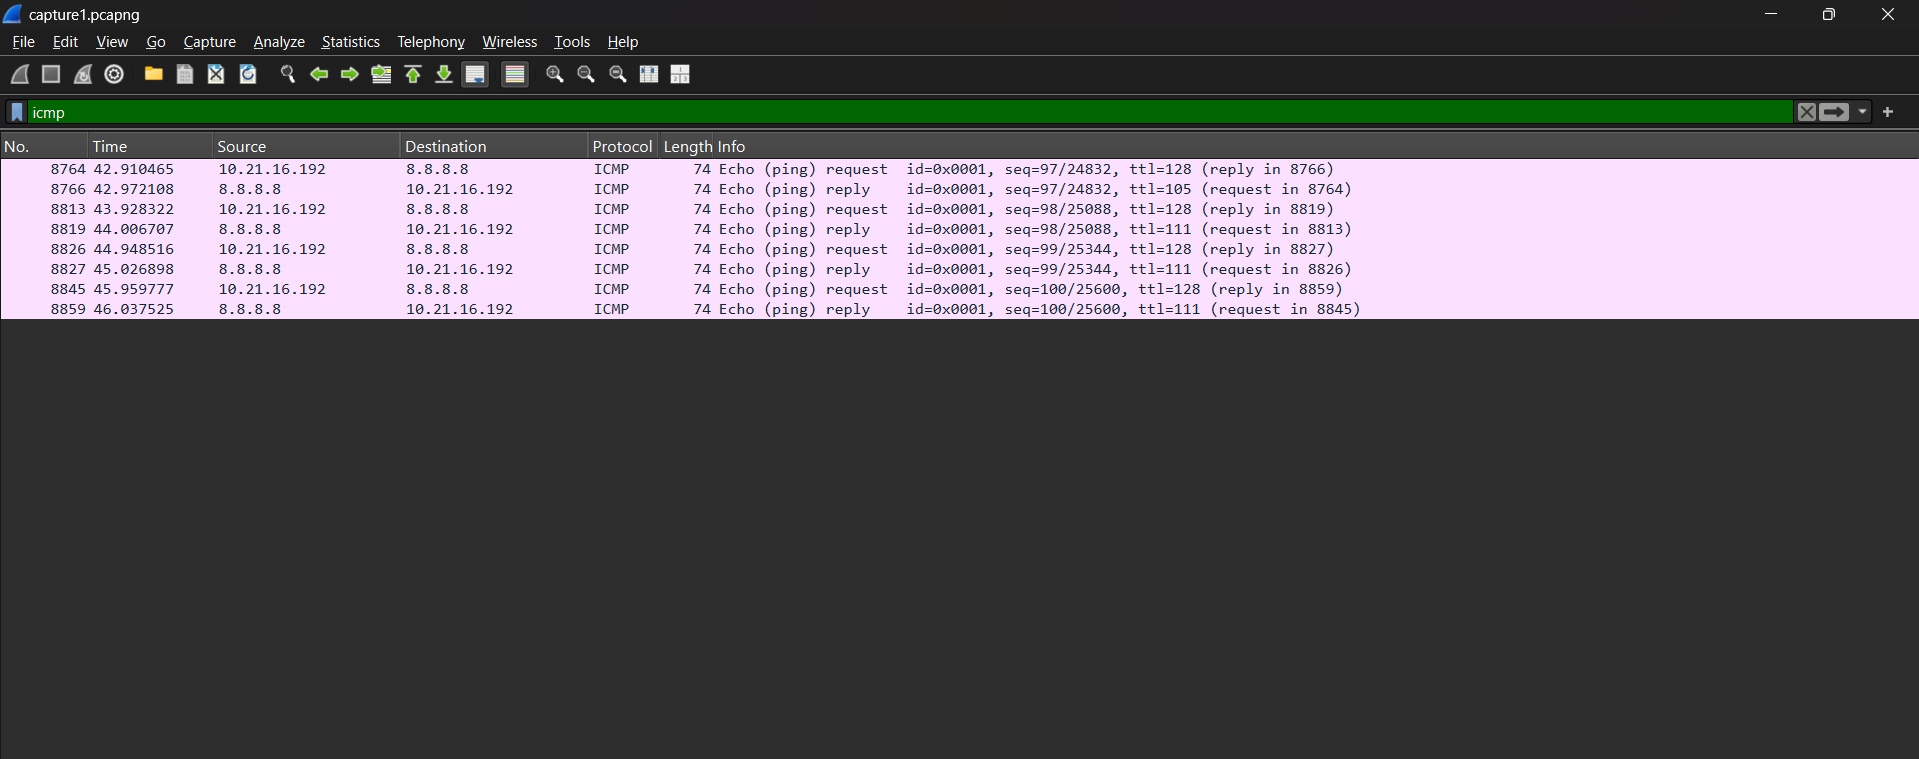 capture1.pcapng
File Edit View Go Capture Analyze Statistics Telephony Wireless Tools Help
icmp
No. Time Source Destination Protocol Length Info
8764 42.910465 10.21.16.192 8.8.8.8 ICMP 74 Echo (ping) request id=0x0001, seq=97/24832, ttl=128 (reply in 8766)
8766 42.972108 8.8.8.8 10.21.16.192 ICMP 74 Echo (ping) reply id=0x0001, seq=97/24832, ttl=105 (request in 8764)
8813 43.928322 10.21.16.192 8.8.8.8 ICMP 74 Echo (ping) request id=0x0001, seq=98/25088, ttl=128 (reply in 8819)
8819 44.006707 8.8.8.8 10.21.16.192 ICMP 74 Echo (ping) reply id=0x0001, seq=98/25088, ttl=111 (request in 8813)
8826 44.948516 10.21.16.192 8.8.8.8 ICMP 74 Echo (ping) request id=0x0001, seq=99/25344, ttl=128 (reply in 8827)
8827 45.026898 8.8.8.8 10.21.16.192 ICMP 74 Echo (ping) reply id=0x0001, seq=99/25344, ttl=111 (request in 8826)
8845 45.959777 10.21.16.192 8.8.8.8 ICMP 74 Echo (ping) request id=0x0001, seq=100/25600, ttl=128 (reply in 8859)
8859 46.037525 8.8.8.8 10.21.16.192 ICMP 74 Echo (ping) reply id=0x0001, seq=100/25600, ttl=111 (request in 8845)